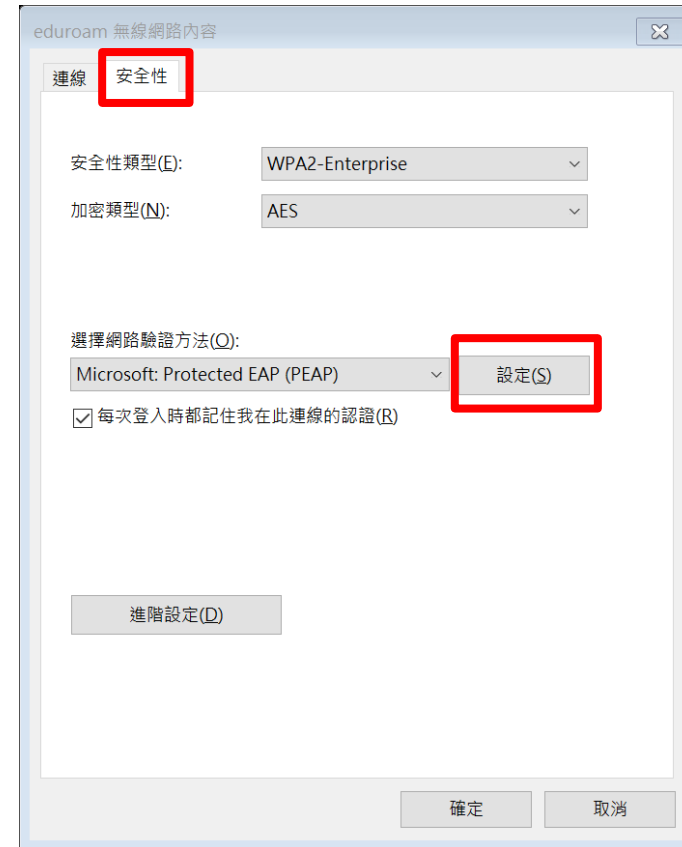 eduroam 無線網路內容
連線 安全性
安全性類型(E): WPA2-Enterprise
加密類型(N): AES
選擇網路驗證方法(O):
Microsoft: Protected EAP (PEAP) 設定(S)
每次登入時都記住我在此連線的認證(R)
進階設定(D)
確定 取消